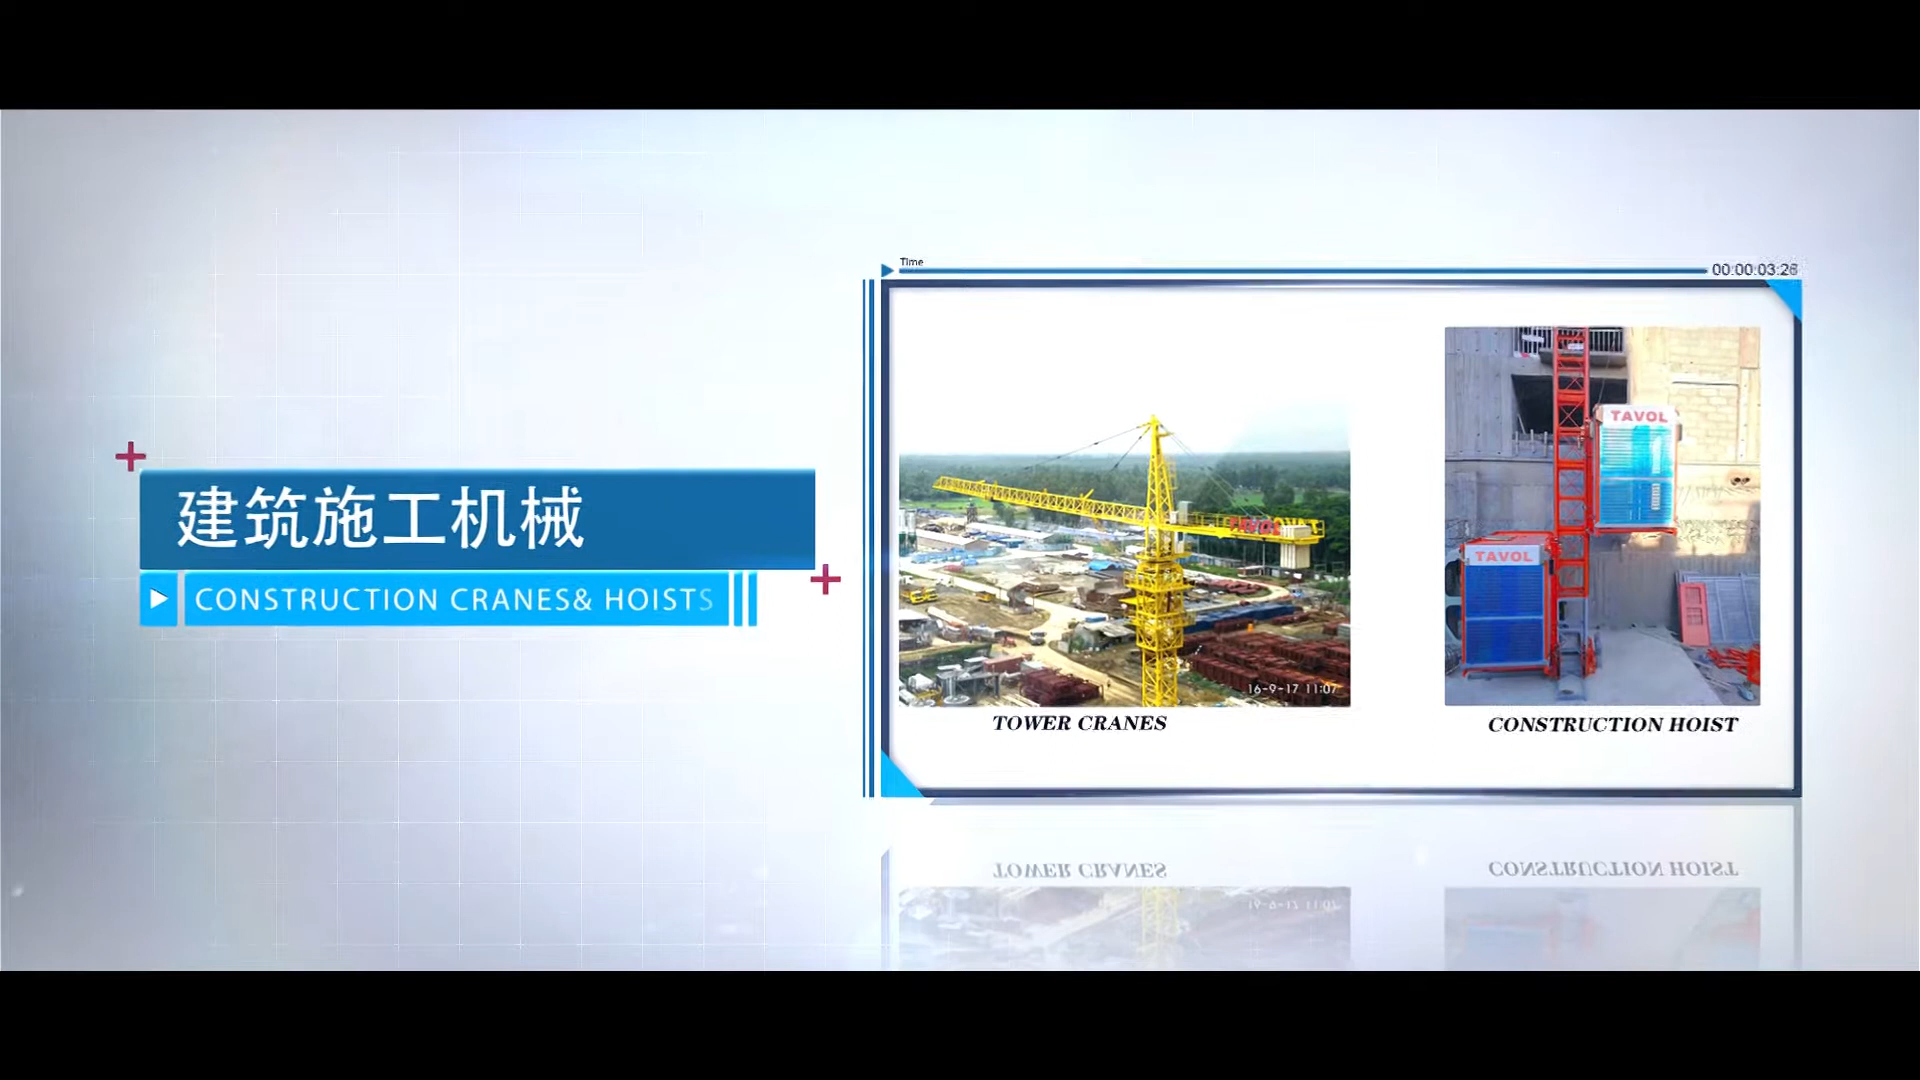 建筑施工机械
CONSTRUCTION CRANES& HOISTS
Time
00:00:03:28
TAVOL
TAVOL
TAVOL
16-9-17 11:07
TOWER CRANES
CONSTRUCTION HOIST